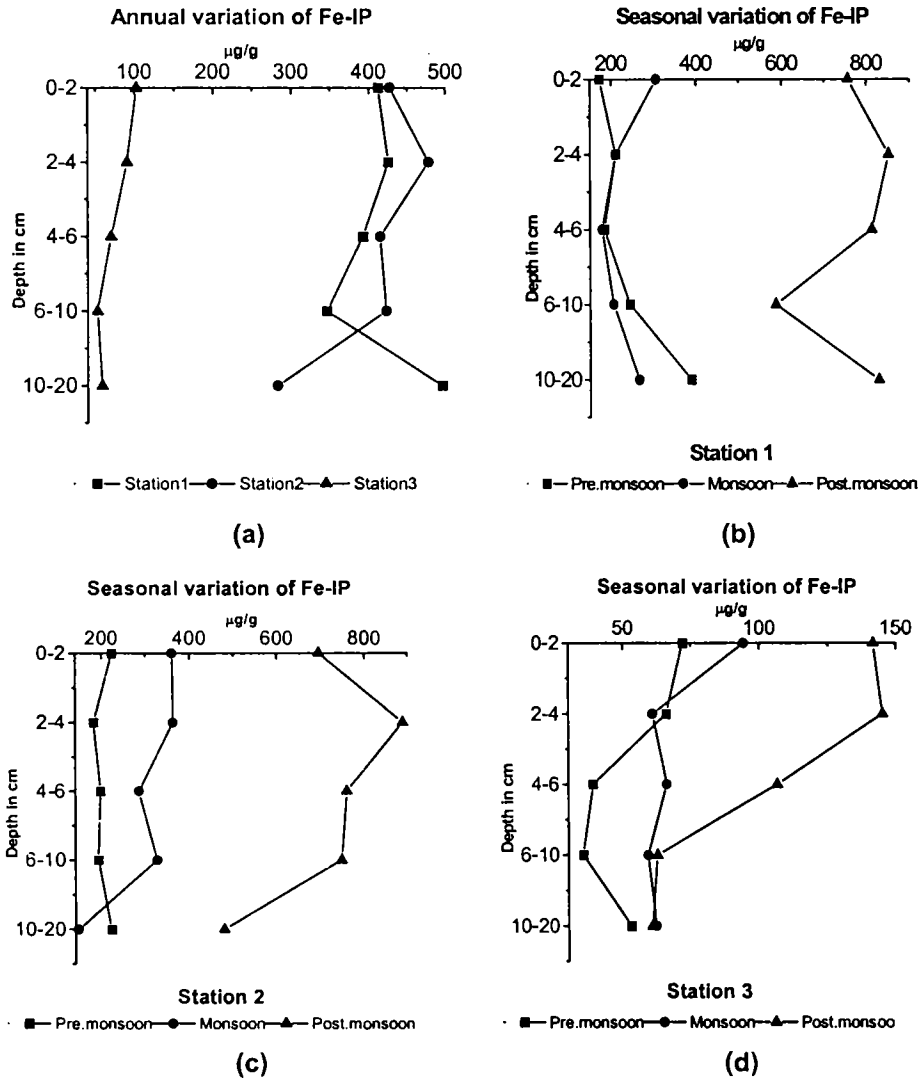 Annual variation of Fe-IP
µg/g
100 200 300 400 500
0-2
2-4
4-6
6-10
10-20
Depth in cm
Station1 Station2 Station3
(a)
Seasonal variation of Fe-IP
µg/g
200 400 600 800
0-2
2-4
4-6
6-10
10-20
Depth in cm
Station 1
Pre.monsoon Monsoon Post.monsoon
(b)
Seasonal variation of Fe-IP
µg/g
200 400 600 800
0-2
2-4
4-6
6-10
10-20
Depth in cm
Station 2
Pre.monsoon Monsoon Post.monsoon
(c)
Seasonal variation of Fe-IP
µg/g
50 100 150
0-2
2-4
4-6
6-10
10-20
Depth in cm
Station 3
Pre.monsoon Monsoon Post.monsoo
(d)